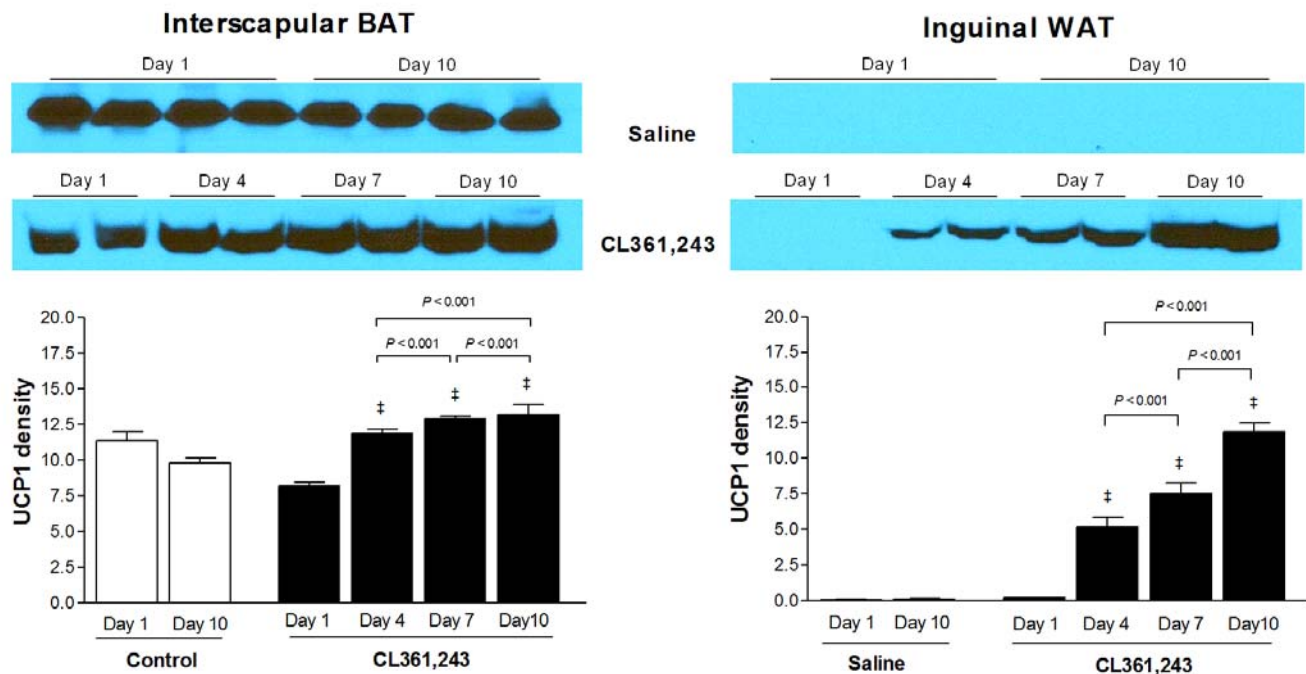 Interscapular BAT
Day 1 Day 10
Saline
Day 1 Day 4 Day 7 Day 10
CL361,243
UCP1 density
20.0
17.5
15.0
12.5
10.0
7.5
5.0
2.5
0.0
P < 0.001
P < 0.001 P < 0.001
‡ ‡ ‡
Day 1 Day 10 Day 1 Day 4 Day 7 Day10
Control CL361,243
Inguinal WAT
Day 1 Day 10
Day 1 Day 4 Day 7 Day 10
UCP1 density
20.0
17.5
15.0
12.5
10.0
7.5
5.0
2.5
0.0
P < 0.001
P < 0.001
P < 0.001
‡
‡
‡
Day 1 Day 10 Day 1 Day 4 Day 7 Day10
Saline CL361,243